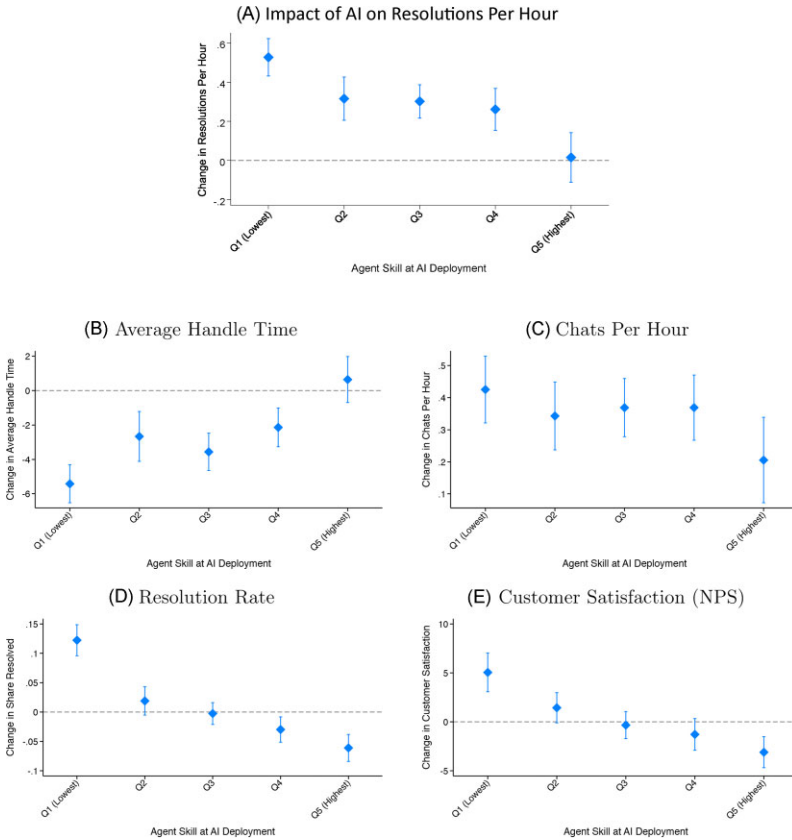 (A) Impact of AI on Resolutions Per Hour
Change in Resolutions Per Hour
.6
.4
.2
0
-.2
Q1 (Lowest)
Q2
Q3
Q4
Q5 (Highest)
Agent Skill at AI Deployment
(B) Average Handle Time
Change in Average Handle Time
2
0
-2
-4
-6
Q1 (Lowest)
Q2
Q3
Q4
Q5 (Highest)
Agent Skill at AI Deployment
(C) Chats Per Hour
Change in Chats Per Hour
.5
.4
.3
.2
.1
Q1 (Lowest)
Q2
Q3
Q4
Q5 (Highest)
Agent Skill at AI Deployment
(D) Resolution Rate
Change in Share Resolved
.15
.1
.05
0
-.05
-.1
Q1 (Lowest)
Q2
Q3
Q4
Q5 (Highest)
Agent Skill at AI Deployment
(E) Customer Satisfaction (NPS)
Change in Customer Satisfaction
10
5
0
-5
Q1 (Lowest)
Q2
Q3
Q4
Q5 (Highest)
Agent Skill at AI Deployment